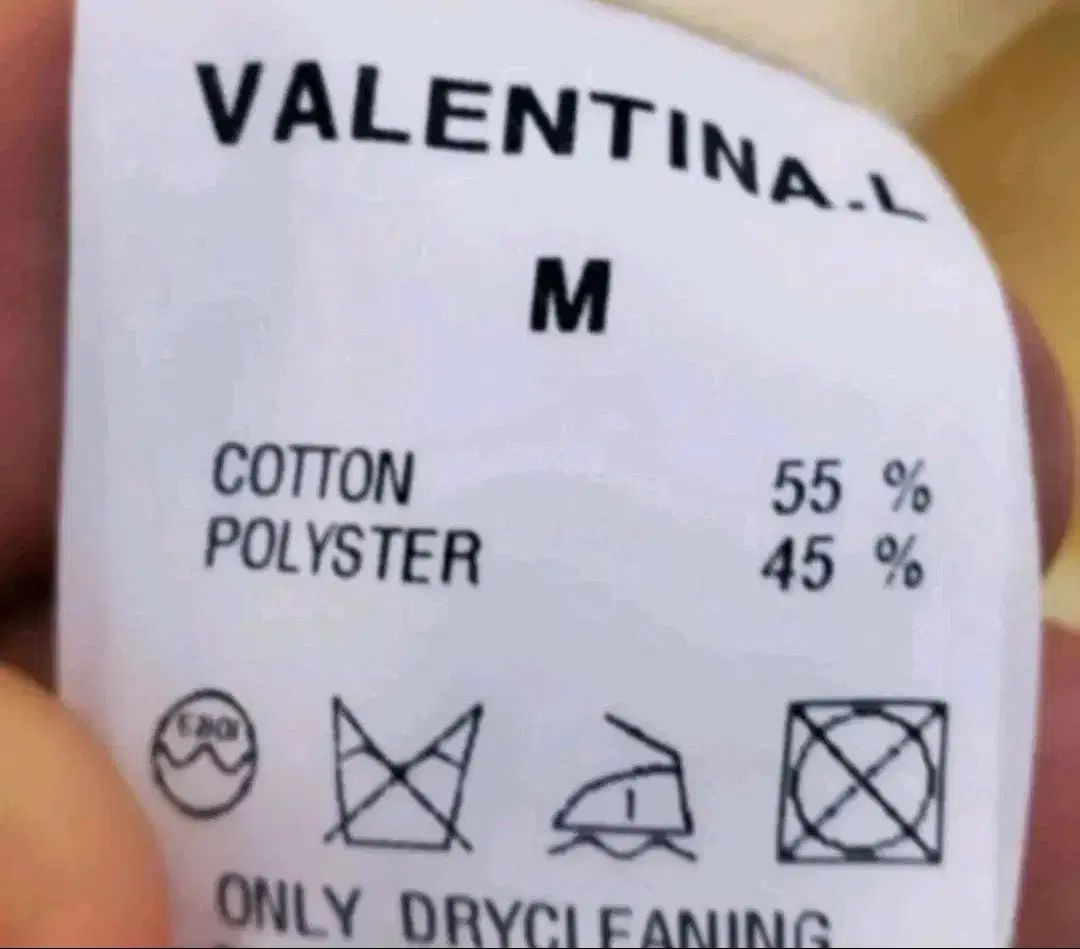 VALENTINA.L
M
COTTON 55 %
POLYSTER 45 %
ONLY DRYCLEANING